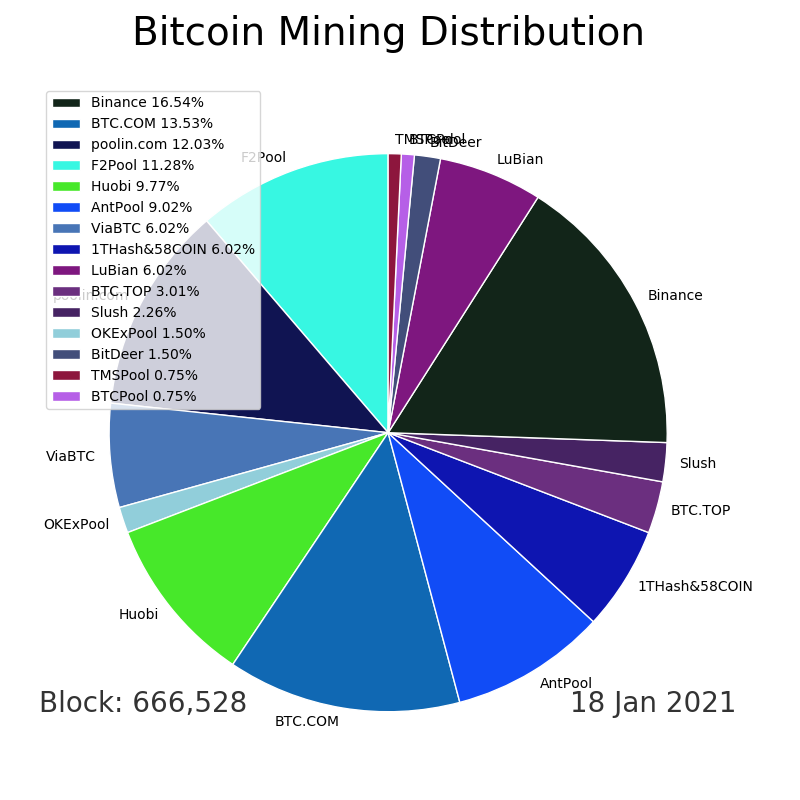 Bitcoin Mining Distribution
Binance 16.54%
BTC.COM 13.53%
poolin.com 12.03%
F2Pool 11.28%
Huobi 9.77%
AntPool 9.02%
ViaBTC 6.02%
1THash&58COIN 6.02%
LuBian 6.02%
BTC.TOP 3.01%
Slush 2.26%
OKExPool 1.50%
BitDeer 1.50%
TMSPool 0.75%
BTCPool 0.75%
F2Pool
TMSPool
BTCPool
BitDeer
LuBian
Binance
poolin.com
ViaBTC
Slush
OKExPool
BTC.TOP
1THash&58COIN
Huobi
AntPool
BTC.COM
Block: 666,528
18 Jan 2021